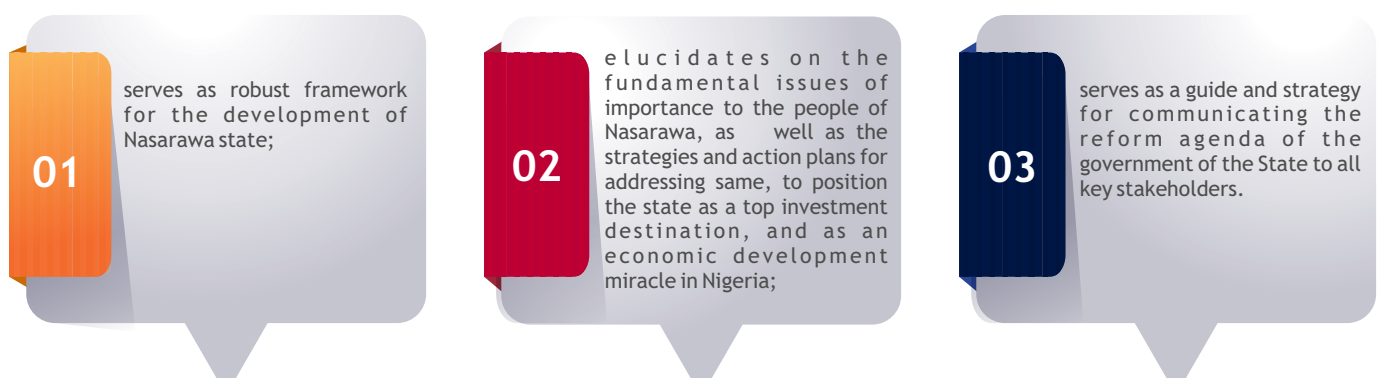 01
serves as robust framework
for the development of
Nasarawa state;
02
elucidates on the
fundamental issues of
importance to the people of
Nasarawa, as well as the
strategies and action plans for
addressing same, to position
the state as a top investment
destination, and as an
economic development
miracle in Nigeria;
03
serves as a guide and strategy
for communicating the
reform agenda of the
government of the State to all
key stakeholders.